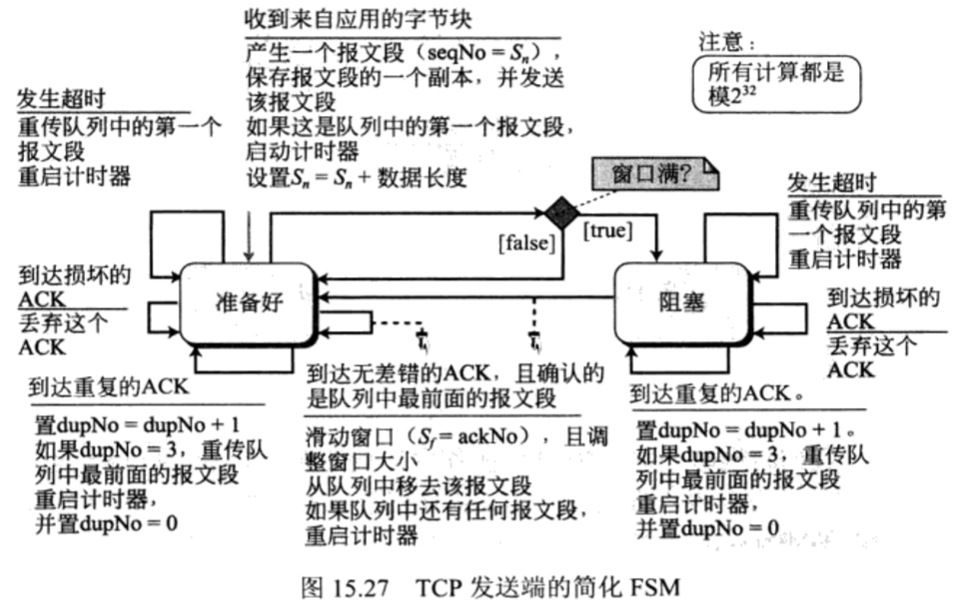 收到来自应用的字节块
产生一个报文段（seqNo = Sn），
保存报文段的一个副本，并发送
该报文段
如果这是队列中的第一个报文段，
启动计时器
设置Sn = Sn + 数据长度
注意：
所有计算都是
模2³²
发生超时
重传队列中的第一个
报文段
重启计时器
窗口满？
[false]
[true]
发生超时
重传队列中的第
一个报文段
重启计时器
到达损坏的
ACK
丢弃这个
ACK
准备好
阻塞
到达损坏的
ACK
丢弃这个
ACK
到达重复的ACK
置dupNo = dupNo + 1
如果dupNo = 3，重传队
列中最前面的报文段
重启计时器，
并置dupNo = 0
到达无差错的ACK，且确认的
是队列中最前面的报文段
滑动窗口（Sf = ackNo），且调
整窗口大小
从队列中移去该报文段
如果队列中还有任何报文段，
重启计时器
到达重复的ACK。
置dupNo = dupNo + 1。
如果dupNo = 3，重传队
列中最前面的报文段
重启计时器，
并置dupNo = 0
图 15.27 TCP 发送端的简化 FSM